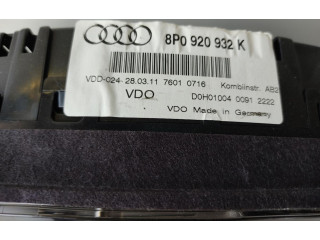 8P0 920 932 K
VDD-024- 28.03.11 7601 0716 Kombiinstr. AB2
VDO D0H01004 0091 2222
VDO Made in Germany